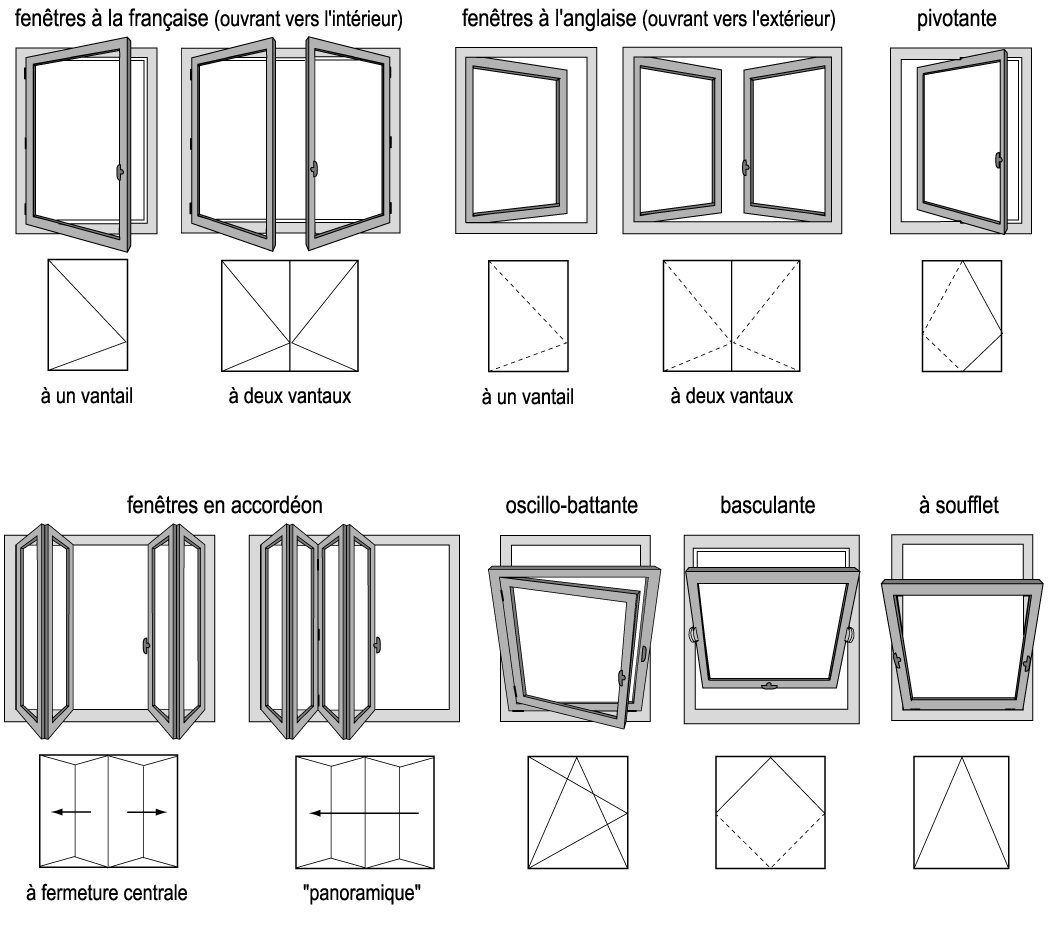 fenêtres à la française (ouvrant vers l'intérieur)
fenêtres à l'anglaise (ouvrant vers l'extérieur)
pivotante
à un vantail
à deux vantaux
à un vantail
à deux vantaux
fenêtres en accordéon
oscillo-battante
basculante
à soufflet
à fermeture centrale
"panoramique"